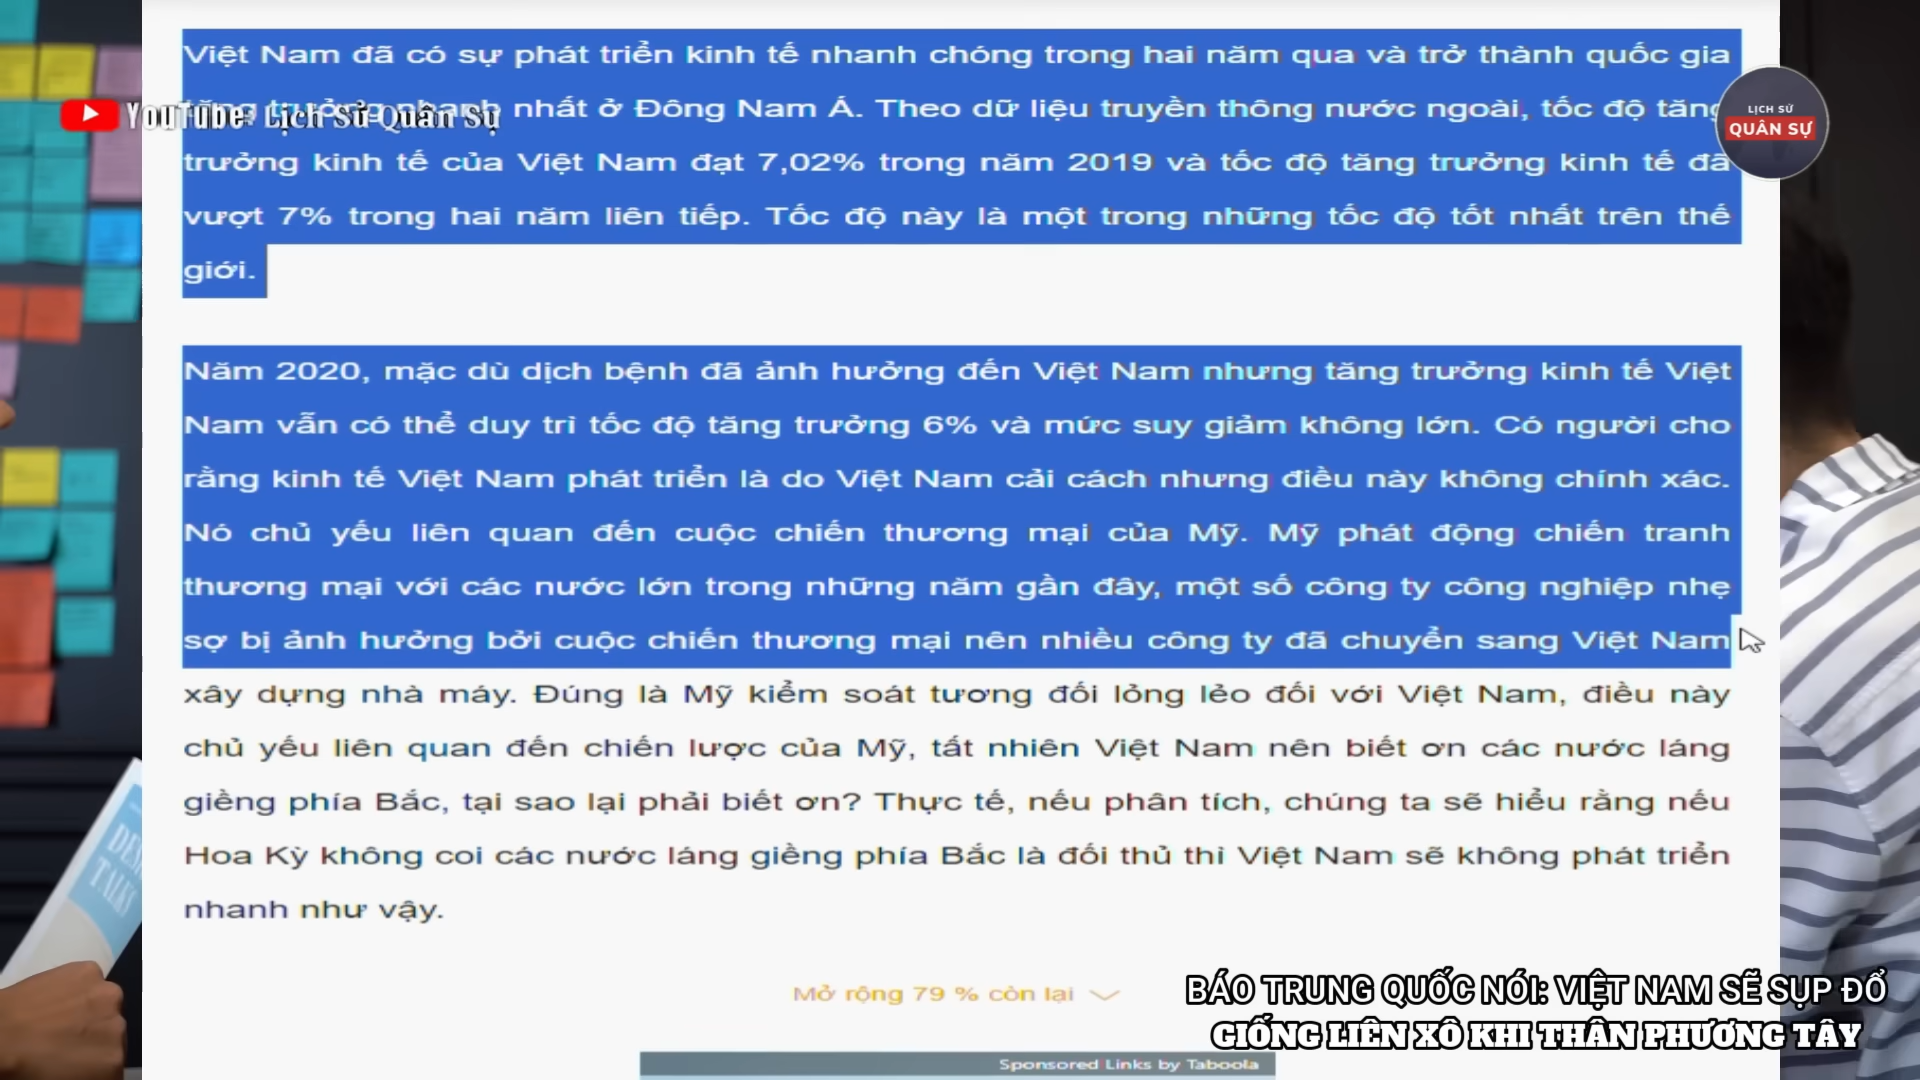 Việt Nam đã có sự phát triển kinh tế nhanh chóng trong hai năm qua và trở thành quốc gia
nhất ở Đông Nam Á. Theo dữ liệu truyền thông nước ngoài, tốc độ tăng
YouTube: Lịch Sử Quân Sự
LỊCH SỬ
QUÂN SỰ
trưởng kinh tế của Việt Nam đạt 7,02% trong năm 2019 và tốc độ tăng trưởng kinh tế đã
vượt 7% trong hai năm liên tiếp. Tốc độ này là một trong những tốc độ tốt nhất trên thế
giới.
Năm 2020, mặc dù dịch bệnh đã ảnh hưởng đến Việt Nam nhưng tăng trưởng kinh tế Việt
Nam vẫn có thể duy trì tốc độ tăng trưởng 6% và mức suy giảm không lớn. Có người cho
rằng kinh tế Việt Nam phát triển là do Việt Nam cải cách nhưng điều này không chính xác.
Nó chủ yếu liên quan đến cuộc chiến thương mại của Mỹ. Mỹ phát động chiến tranh
thương mại với các nước lớn trong những năm gần đây, một số công ty công nghiệp nhẹ
sợ bị ảnh hưởng bởi cuộc chiến thương mại nên nhiều công ty đã chuyển sang Việt Nam
xây dựng nhà máy. Đúng là Mỹ kiểm soát tương đối lỏng lẻo đối với Việt Nam, điều này
chủ yếu liên quan đến chiến lược của Mỹ, tất nhiên Việt Nam nên biết ơn các nước láng
giềng phía Bắc, tại sao lại phải biết ơn? Thực tế, nếu phân tích, chúng ta sẽ hiểu rằng nếu
Hoa Kỳ không coi các nước láng giềng phía Bắc là đối thủ thì Việt Nam sẽ không phát triển
nhanh như vậy.
TALKS
Mở rộng 79 % còn lại
BÁO TRUNG QUỐC NÓI: VIỆT NAM SẼ SỤP ĐỔ
GIỐNG LIÊN XÔ KHI THÂN PHƯƠNG TÂY
Sponsored Links by Taboola